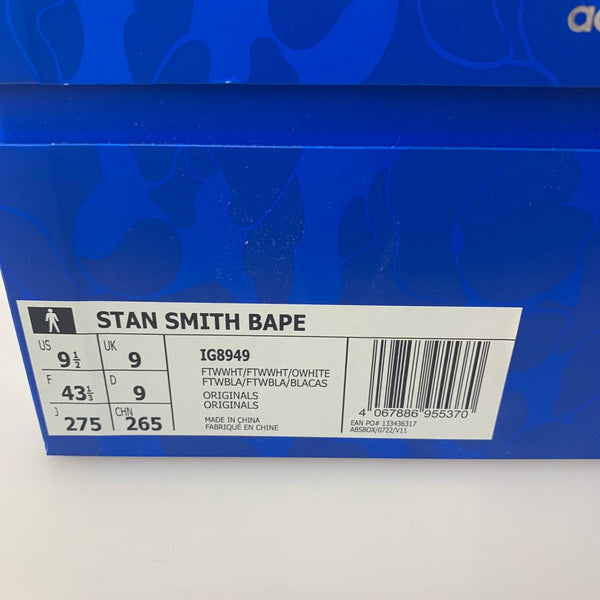 STAN SMITH BAPE
US 9½ UK 9
F 43⅓ D 9
J 275 CHN 265
IG8949
FTWWHT/FTWWHT/OWHITE
FTWBLA/FTWBLA/BLACAS
ORIGINALS
ORIGINALS
MADE IN CHINA
FABRIQUÉ EN CHINE
4 067886 955370
EAN PO# 133436317
ABSBOX/0722/V11